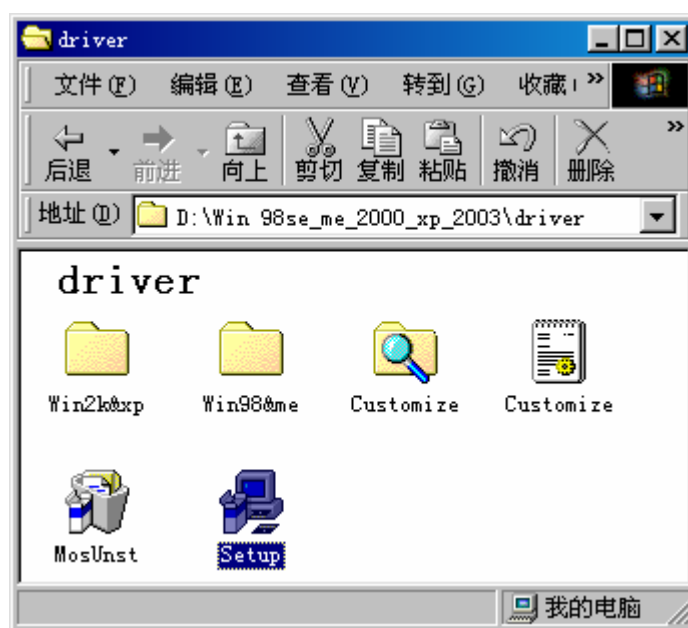 driver
文件(F) 编辑(E) 查看(V) 转到(G) 收藏 »
后退 前进 向上 剪切 复制 粘贴 撤消 删除 »
地址(D) D:\Win 98se_me_2000_xp_2003\driver
driver
Win2k&xp Win98&me Customize Customize
MosUnst Setup
我的电脑